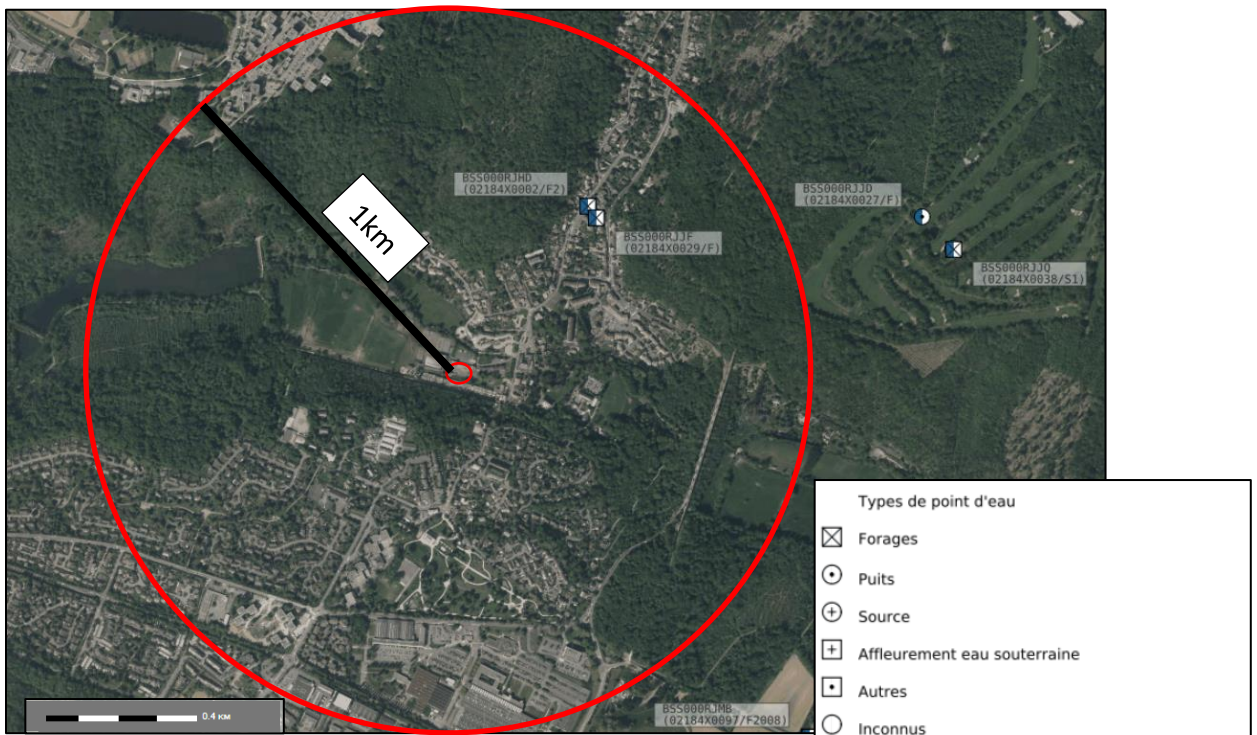 BSS000RJHD
(02184X0002/F2)
BSS000RJJD
(02184X0027/F)
1km
BSS000RJJF
(02184X0029/F)
BSS000RJJQ
(02184X0038/S1)
Types de point d'eau
Forages
Puits
Source
Affleurement eau souterraine
Autres
Inconnus
BSS000RJMB
(02184X0097/F2008)
0.4 км